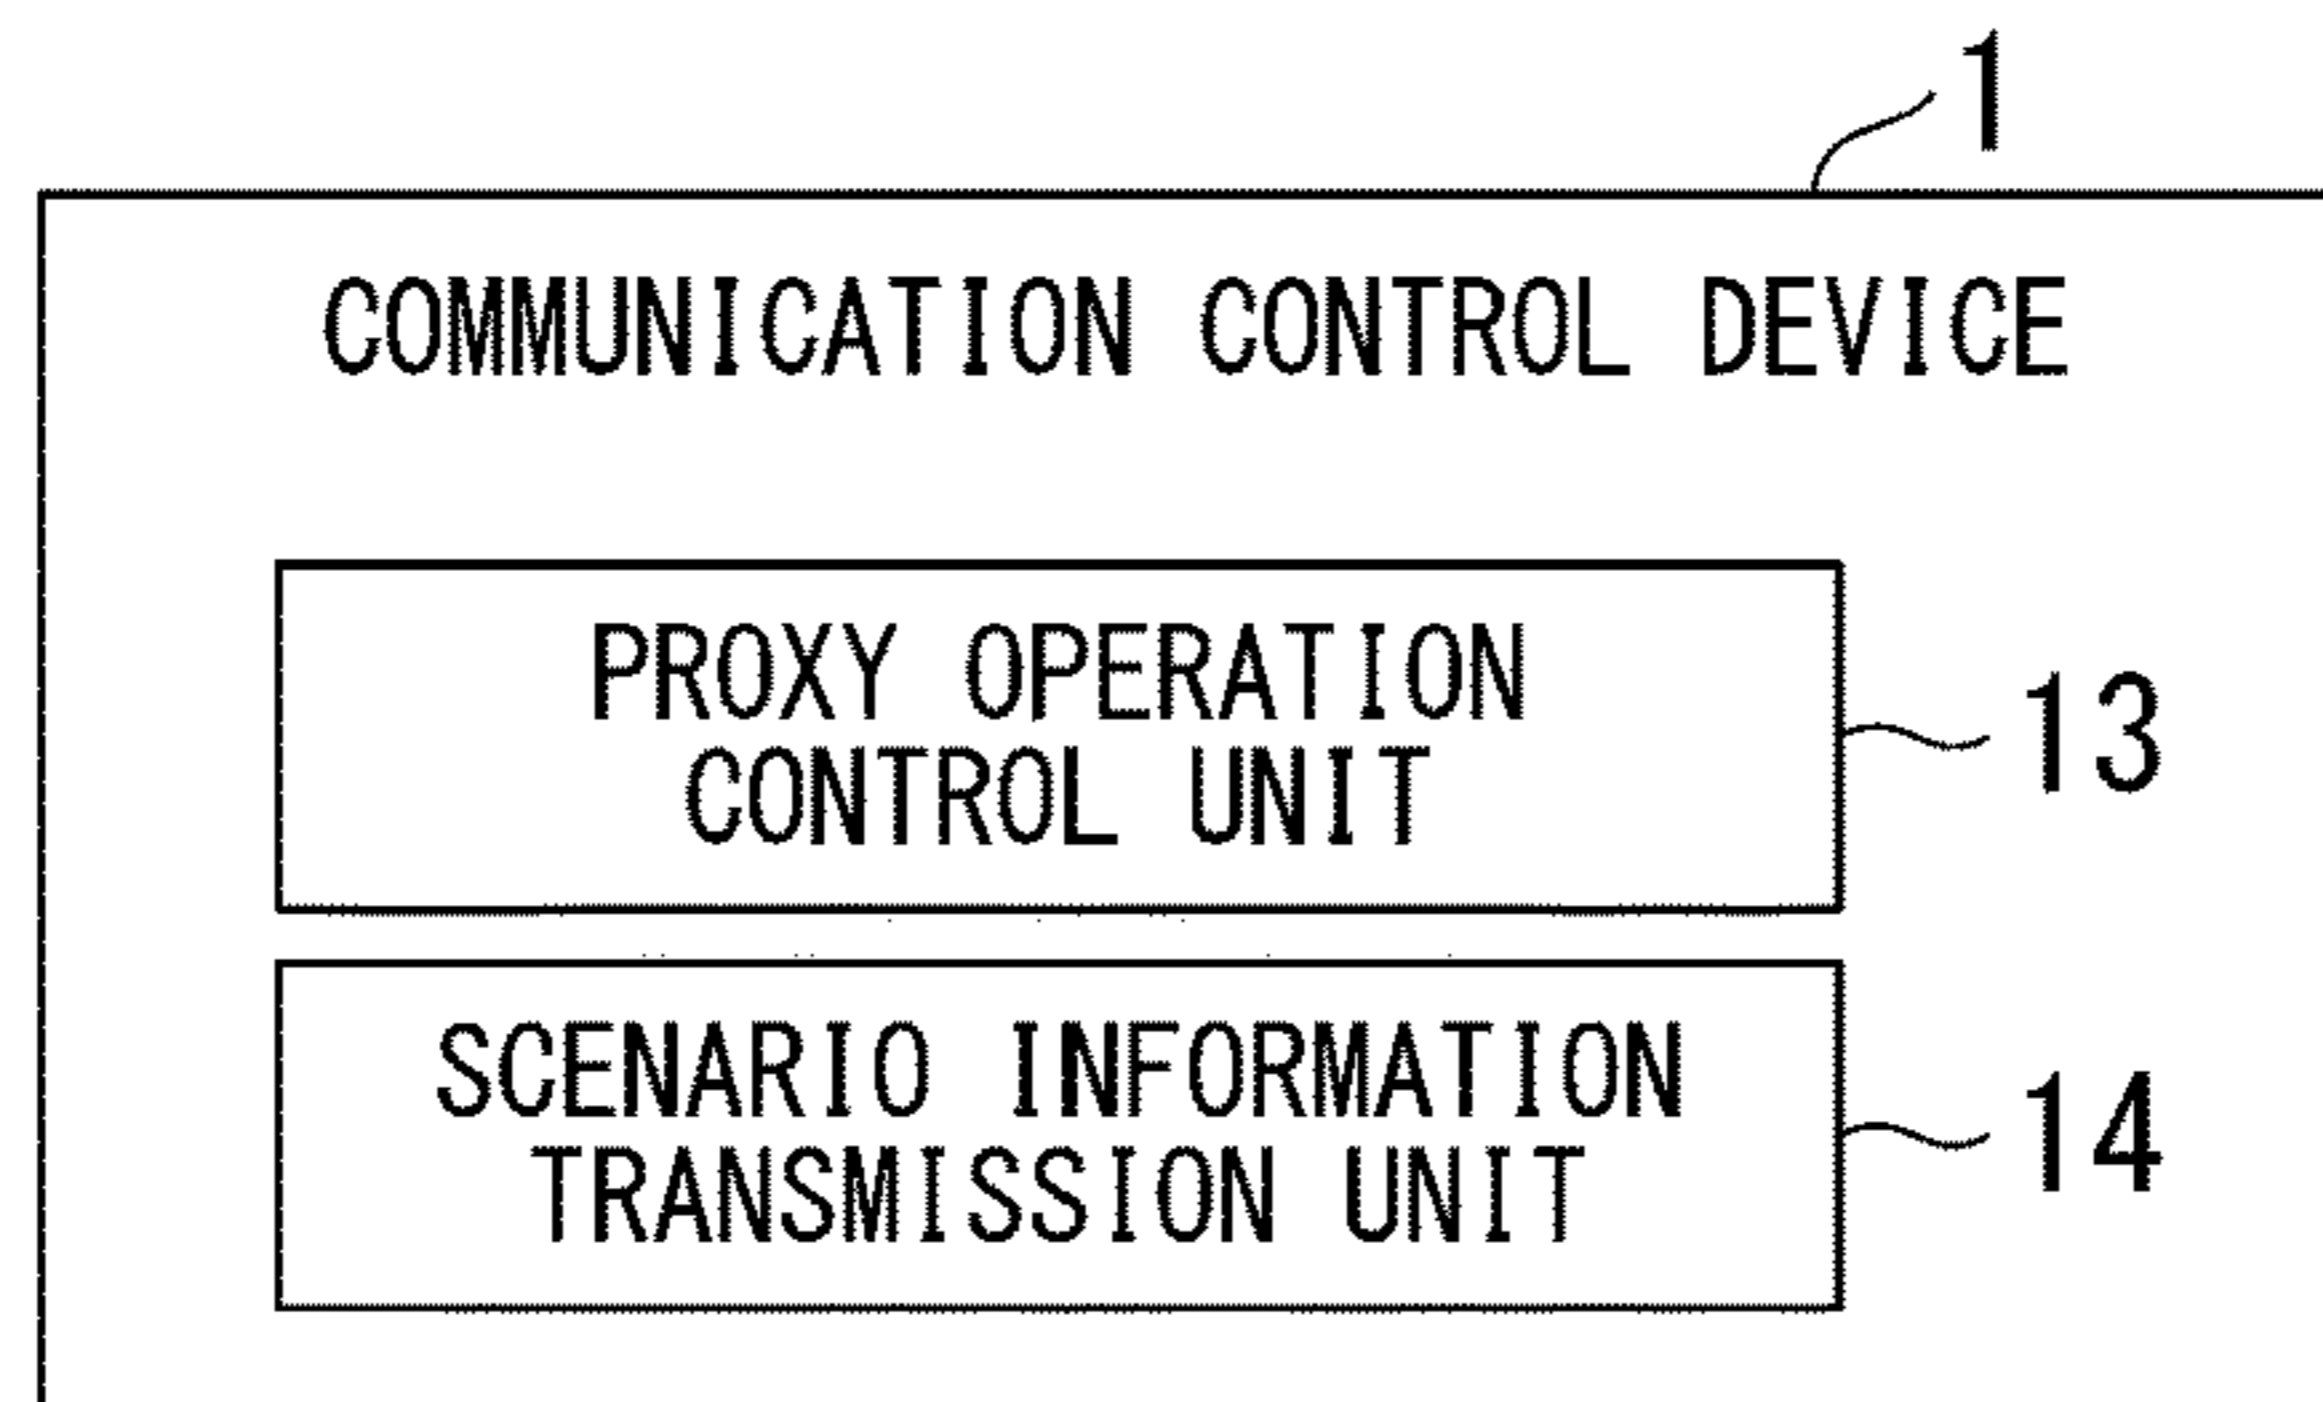 1
COMMUNICATION CONTROL DEVICE
PROXY OPERATION
CONTROL UNIT
13
SCENARIO INFORMATION
TRANSMISSION UNIT
14